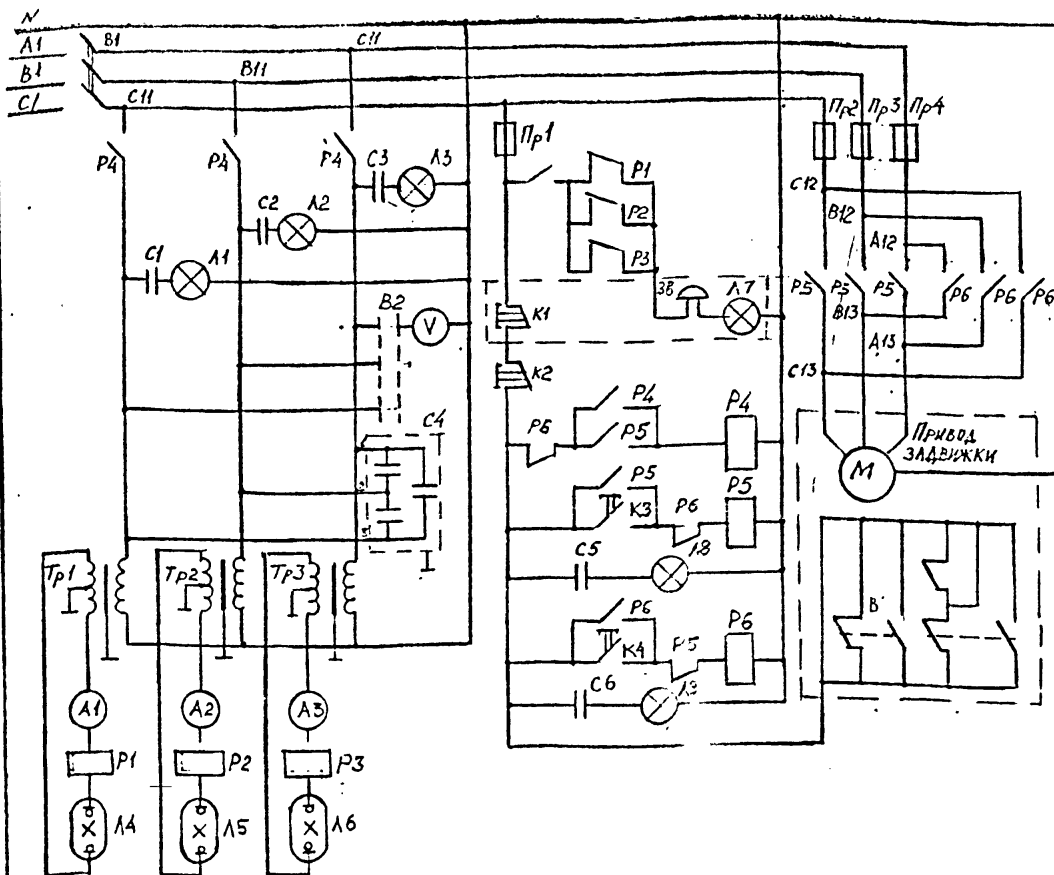 N
A1
B1
C1
B1
C11
B11
C11
Пр1
Пр2
Пр3
Пр4
P4
P4
P4
C3
Л3
P1
P2
P3
C12
B12
A12
C2
Л2
C1
Л1
B2
V
K1
ЗВ
Л7
P5
P5
P5
P6
P6
P6
B13
A13
C13
K2
P4
P5
P6
P4
C4
ПРИВОД
ЗАДВИЖКИ
M
P5
K3
P6
P5
C5
Л8
Тр1
Тр2
Тр3
P6
K4
P5
P6
C6
Л9
B
A1
A2
A3
P1
P2
P3
Л4
Л5
Л6